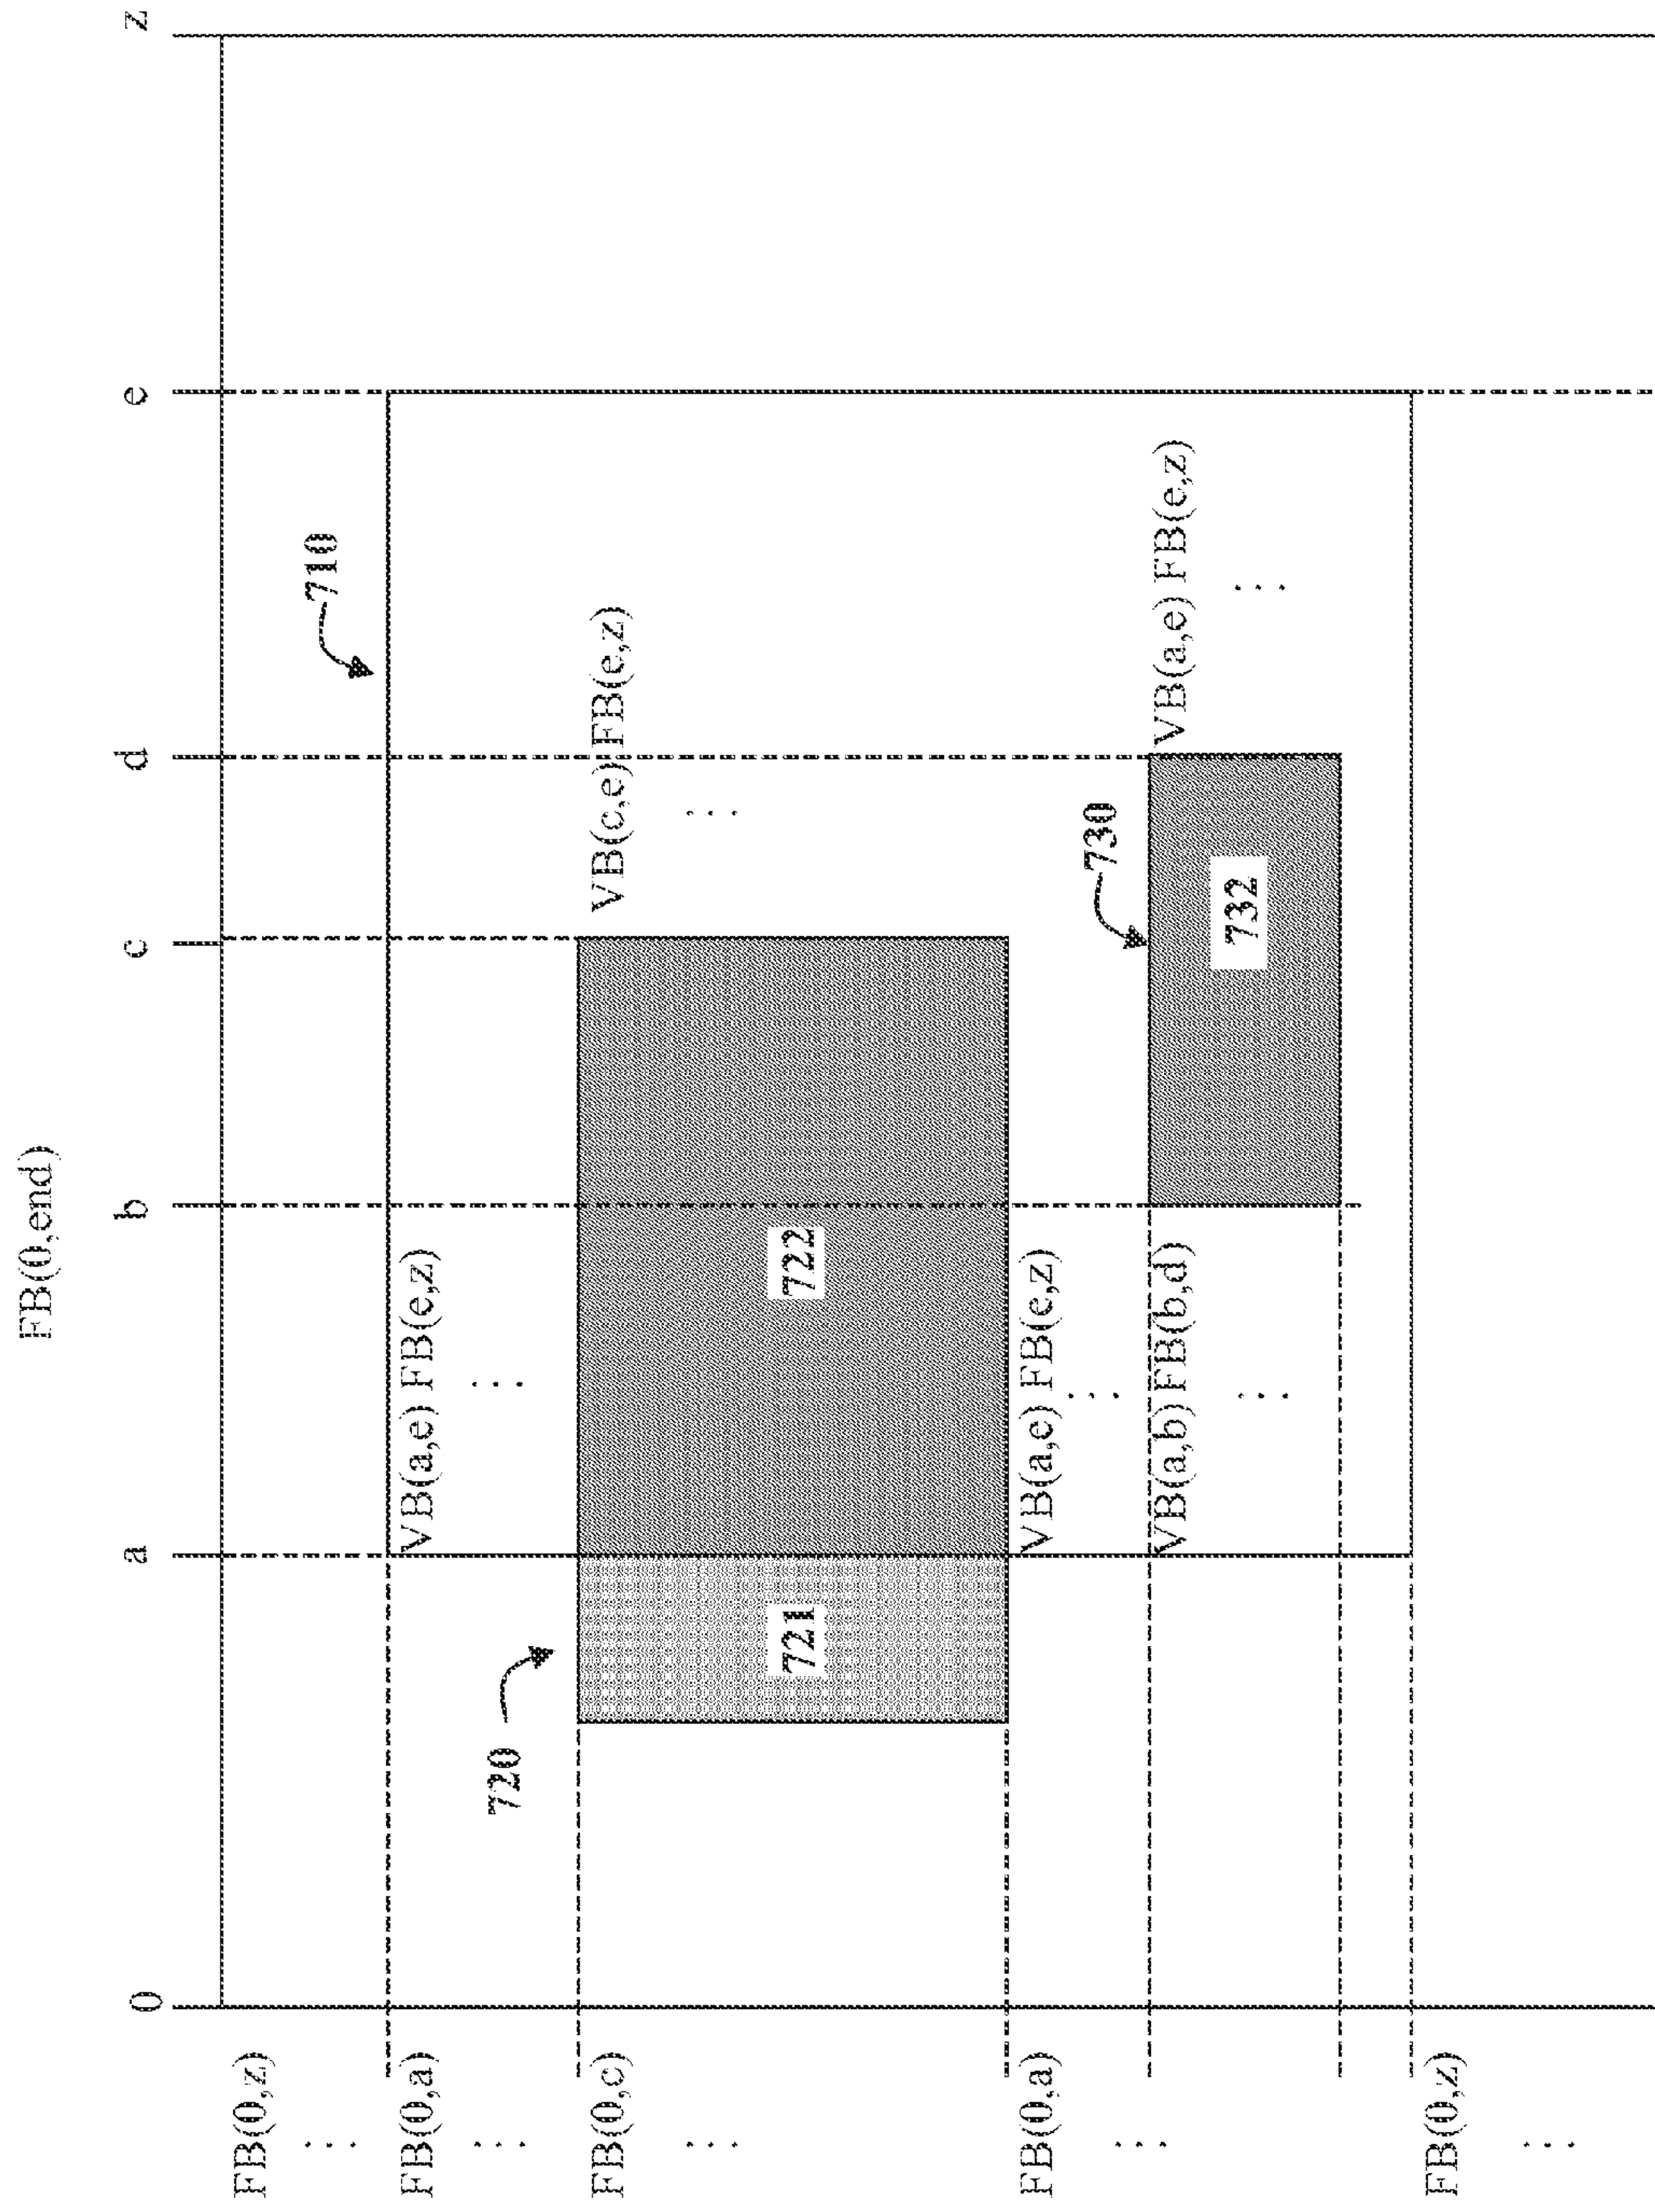 FB(0,end)
0 a b c d e z
FB(0,z)
⋮
710
FB(0,a) VB(a,e) FB(e,z)
⋮ ⋮
720
FB(0,c) VB(c,e) FB(e,z)
⋮ ⋮
721 722
FB(0,a) VB(a,e) FB(e,z)
⋮ ⋮
730
VB(a,b) FB(b,d) VB(a,e) FB(e,z)
⋮ ⋮
732
FB(0,z)
⋮